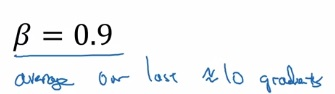 β = 0.9
average over last ≈ 10 gradients